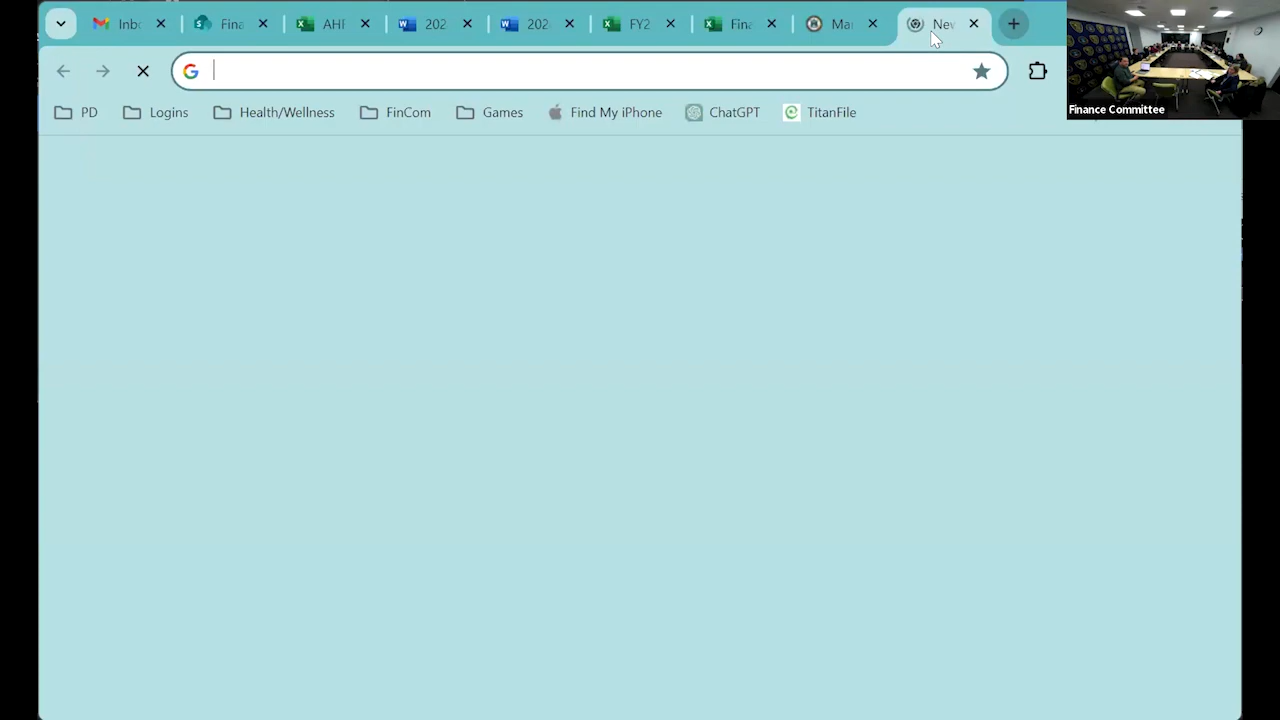 Inb Fina AHF 202 202 FY2 Fina Ma Nev
PD Logins Health/Wellness FinCom Games Find My iPhone ChatGPT TitanFile
Finance Committee